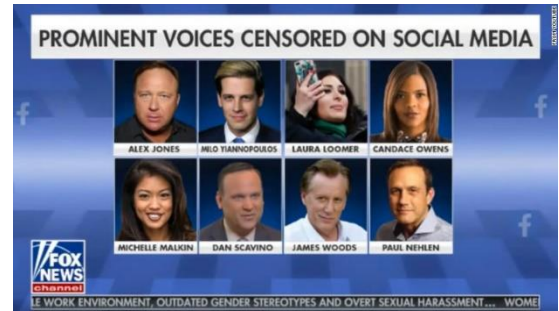 PROMINENT VOICES CENSORED ON SOCIAL MEDIA
ALEX JONES
MILO YIANNOPOULOS
LAURA LOOMER
CANDACE OWENS
MICHELLE MALKIN
DAN SCAVINO
JAMES WOODS
PAUL NEHLEN
f
f
f
FOX
NEWS
channel
LE WORK ENVIRONMENT, OUTDATED GENDER STEREOTYPES AND OVERT SEXUAL HARASSMENT... WOME